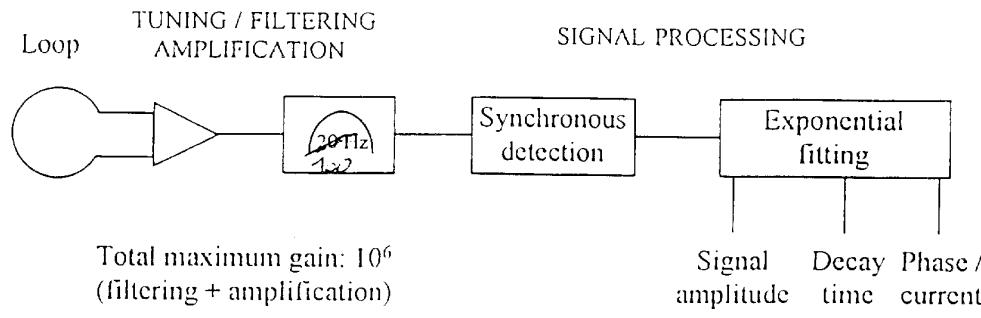 TUNING / FILTERING
AMPLIFICATION
Loop
SIGNAL PROCESSING
Synchronous
detection
Exponential
fitting
Total maximum gain: 10⁶
(filtering + amplification)
Signal
amplitude
Decay
time
Phase /
current